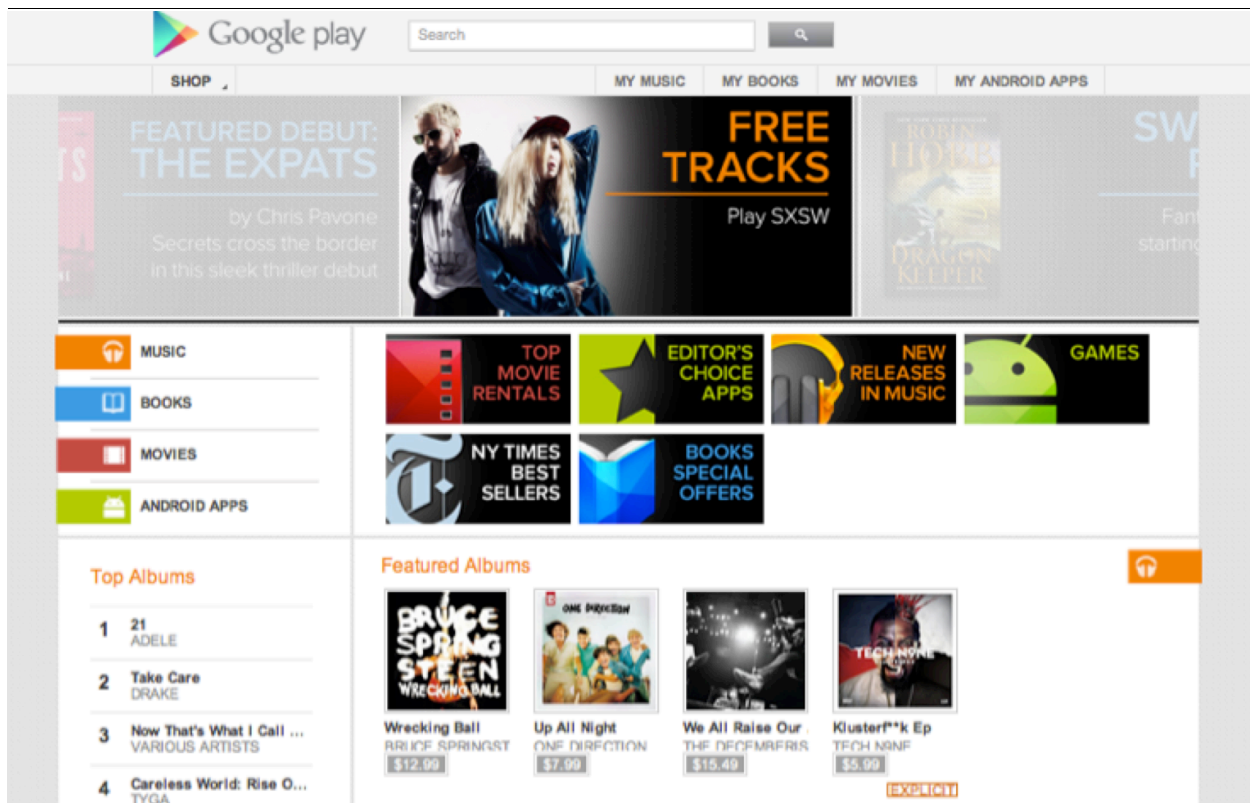 Google play
Search
SHOP
MY MUSIC
MY BOOKS
MY MOVIES
MY ANDROID APPS
FEATURED DEBUT:
THE EXPATS
by Chris Pavone
Secrets cross the border
in this sleek thriller debut
FREE
TRACKS
Play SXSW
ROBIN
HOBB
DRAGON
KEEPER
SW
Fant
starting
MUSIC
BOOKS
MOVIES
ANDROID APPS
TOP
MOVIE
RENTALS
EDITOR'S
CHOICE
APPS
NEW
RELEASES
IN MUSIC
GAMES
NY TIMES
BEST
SELLERS
BOOKS
SPECIAL
OFFERS
Top Albums
1
21
ADELE
2
Take Care
DRAKE
3
Now That's What I Call ...
VARIOUS ARTISTS
4
Careless World: Rise O...
TYGA
Featured Albums
BRUCE
SPRING
STEEN
WRECKING BALL
Wrecking Ball
BRUCE SPRINGST
$12.99
ONE DIRECTION
Up All Night
ONE DIRECTION
$7.99
We All Raise Our .
THE DECEMBERIS
$15.49
TECH N9NE
Klusterf**k Ep
TECH N9NE
$5.99
EXPLICIT